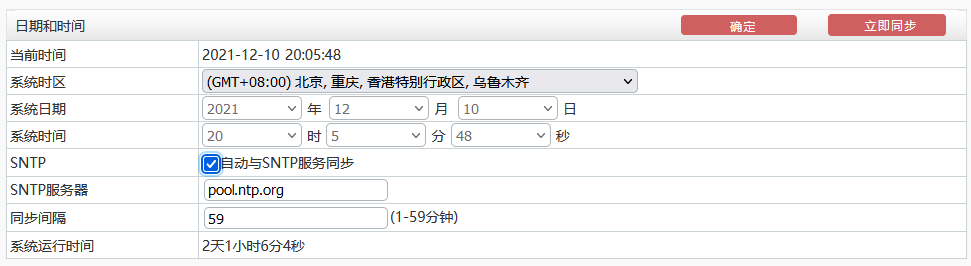 日期和时间 确定 立即同步
当前时间 2021-12-10 20:05:48
系统时区 (GMT+08:00) 北京, 重庆, 香港特别行政区, 乌鲁木齐
系统日期 2021 年 12 月 10 日
系统时间 20 时 5 分 48 秒
SNTP 自动与SNTP服务同步
SNTP服务器 pool.ntp.org
同步间隔 59 (1-59分钟)
系统运行时间 2天1小时6分4秒